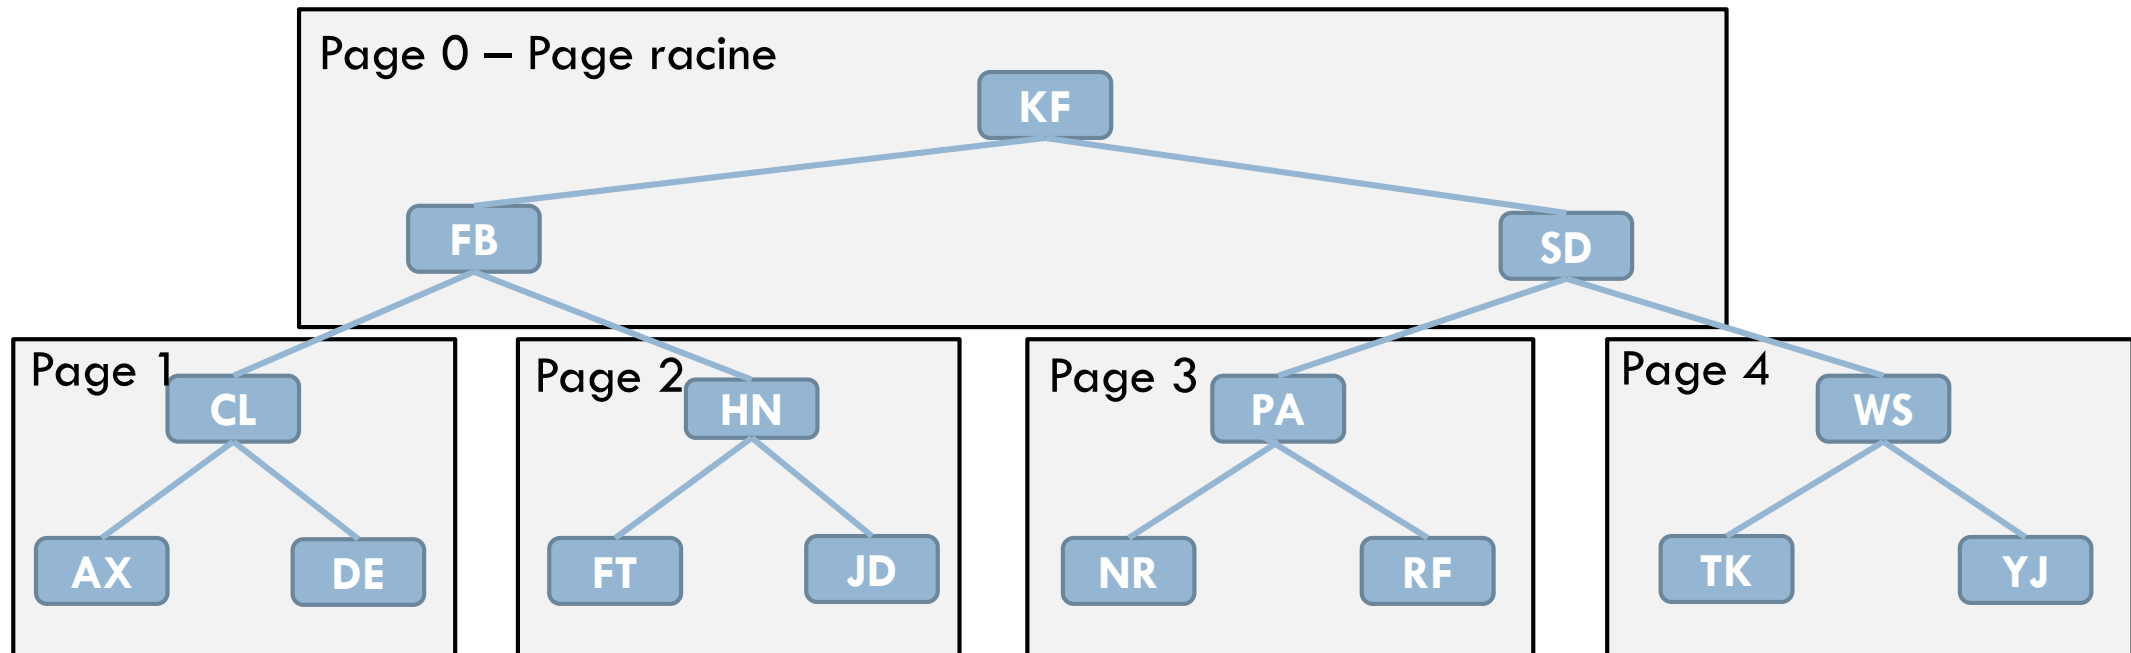 Page 0 – Page racine
KF
FB
SD
Page 1
CL
AX
DE
Page 2
HN
FT
JD
Page 3
PA
NR
RF
Page 4
WS
TK
YJ